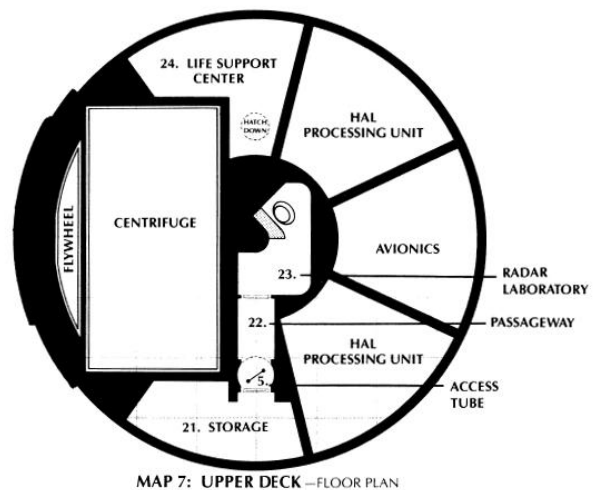 24. LIFE SUPPORT
CENTER
HATCH
DOWN
HAL
PROCESSING UNIT
FLYWHEEL
CENTRIFUGE
AVIONICS
23.
RADAR
LABORATORY
22.
PASSAGEWAY
HAL
PROCESSING UNIT
5.
ACCESS
TUBE
21. STORAGE
MAP 7: UPPER DECK –FLOOR PLAN